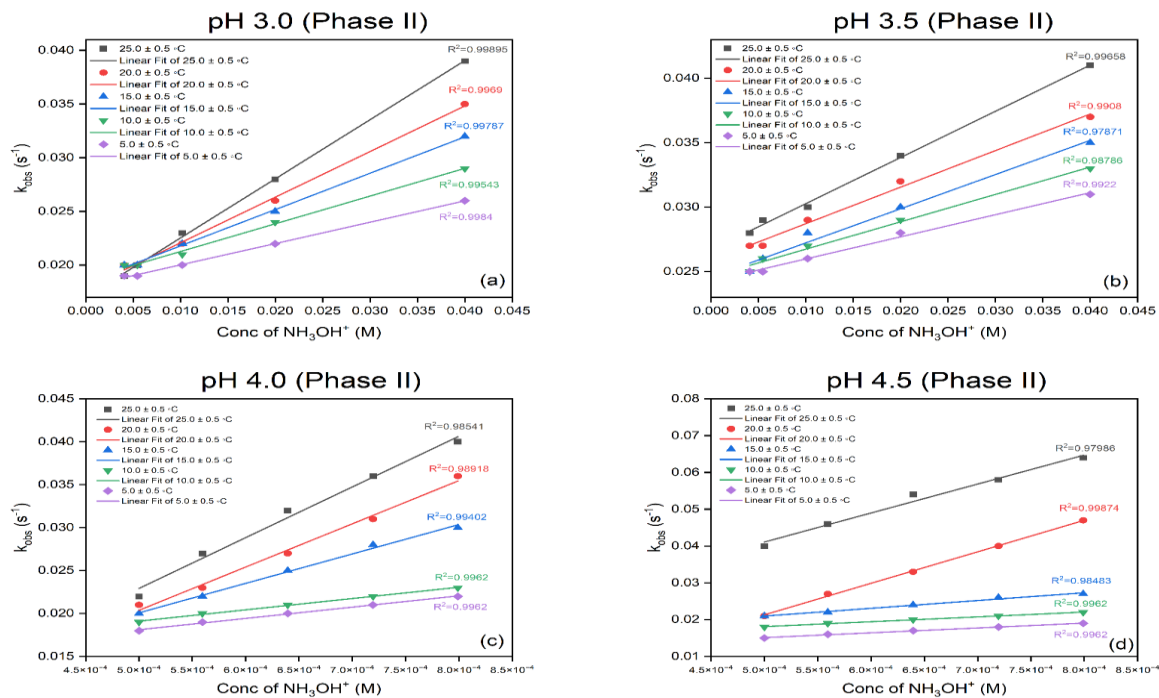 pH 3.0 (Phase II)
0.040
0.035
0.030
0.025
0.020
k_obs (s⁻¹)
25.0 ± 0.5 ◦C
Linear Fit of 25.0 ± 0.5 ◦C
20.0 ± 0.5 ◦C
Linear Fit of 20.0 ± 0.5 ◦C
15.0 ± 0.5 ◦C
Linear Fit of 15.0 ± 0.5 ◦C
10.0 ± 0.5 ◦C
Linear Fit of 10.0 ± 0.5 ◦C
5.0 ± 0.5 ◦C
Linear Fit of 5.0 ± 0.5 ◦C
R²=0.99895
R²=0.9969
R²=0.99787
R²=0.99543
R²=0.9984
(a)
0.000 0.005 0.010 0.015 0.020 0.025 0.030 0.035 0.040 0.045
Conc of NH₃OH⁺ (M)
pH 3.5 (Phase II)
0.040
0.035
0.030
0.025
k_obs (s⁻¹)
25.0 ± 0.5 ◦C
Linear Fit of 25.0 ± 0.5 ◦C
20.0 ± 0.5 ◦C
Linear Fit of 20.0 ± 0.5 ◦C
15.0 ± 0.5 ◦C
Linear Fit of 15.0 ± 0.5 ◦C
10.0 ± 0.5 ◦C
Linear Fit of 10.0 ± 0.5 ◦C
5.0 ± 0.5 ◦C
Linear Fit of 5.0 ± 0.5 ◦C
R²=0.99658
R²=0.9908
R²=0.97871
R²=0.98786
R²=0.9922
(b)
0.000 0.005 0.010 0.015 0.020 0.025 0.030 0.035 0.040 0.045
Conc of NH₃OH⁺ (M)
pH 4.0 (Phase II)
0.045
0.040
0.035
0.030
0.025
0.020
0.015
k_obs (s⁻¹)
25.0 ± 0.5 ◦C
Linear Fit of 25.0 ± 0.5 ◦C
20.0 ± 0.5 ◦C
Linear Fit of 20.0 ± 0.5 ◦C
15.0 ± 0.5 ◦C
Linear Fit of 15.0 ± 0.5 ◦C
10.0 ± 0.5 ◦C
Linear Fit of 10.0 ± 0.5 ◦C
5.0 ± 0.5 ◦C
Linear Fit of 5.0 ± 0.5 ◦C
R²=0.98541
R²=0.98918
R²=0.99402
R²=0.9962
R²=0.9962
(c)
4.5×10⁻⁴ 5.0×10⁻⁴ 5.5×10⁻⁴ 6.0×10⁻⁴ 6.5×10⁻⁴ 7.0×10⁻⁴ 7.5×10⁻⁴ 8.0×10⁻⁴ 8.5×10⁻⁴
Conc of NH₃OH⁺ (M)
pH 4.5 (Phase II)
0.08
0.07
0.06
0.05
0.04
0.03
0.02
0.01
k_obs (s⁻¹)
25.0 ± 0.5 ◦C
Linear Fit of 25.0 ± 0.5 ◦C
20.0 ± 0.5 ◦C
Linear Fit of 20.0 ± 0.5 ◦C
15.0 ± 0.5 ◦C
Linear Fit of 15.0 ± 0.5 ◦C
10.0 ± 0.5 ◦C
Linear Fit of 10.0 ± 0.5 ◦C
5.0 ± 0.5 ◦C
Linear Fit of 5.0 ± 0.5 ◦C
R²=0.97986
R²=0.99874
R²=0.98483
R²=0.9962
R²=0.9962
(d)
4.5×10⁻⁴ 5.0×10⁻⁴ 5.5×10⁻⁴ 6.0×10⁻⁴ 6.5×10⁻⁴ 7.0×10⁻⁴ 7.5×10⁻⁴ 8.0×10⁻⁴ 8.5×10⁻⁴
Conc of NH₃OH⁺ (M)